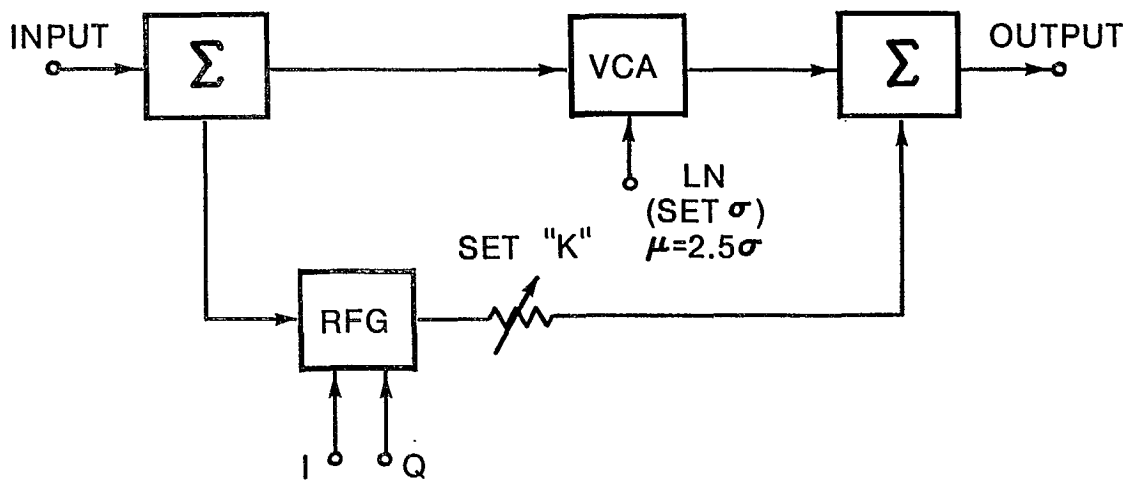 INPUT
Σ
VCA
Σ
OUTPUT
LN
(SET σ)
μ=2.5σ
SET "K"
RFG
I
Q